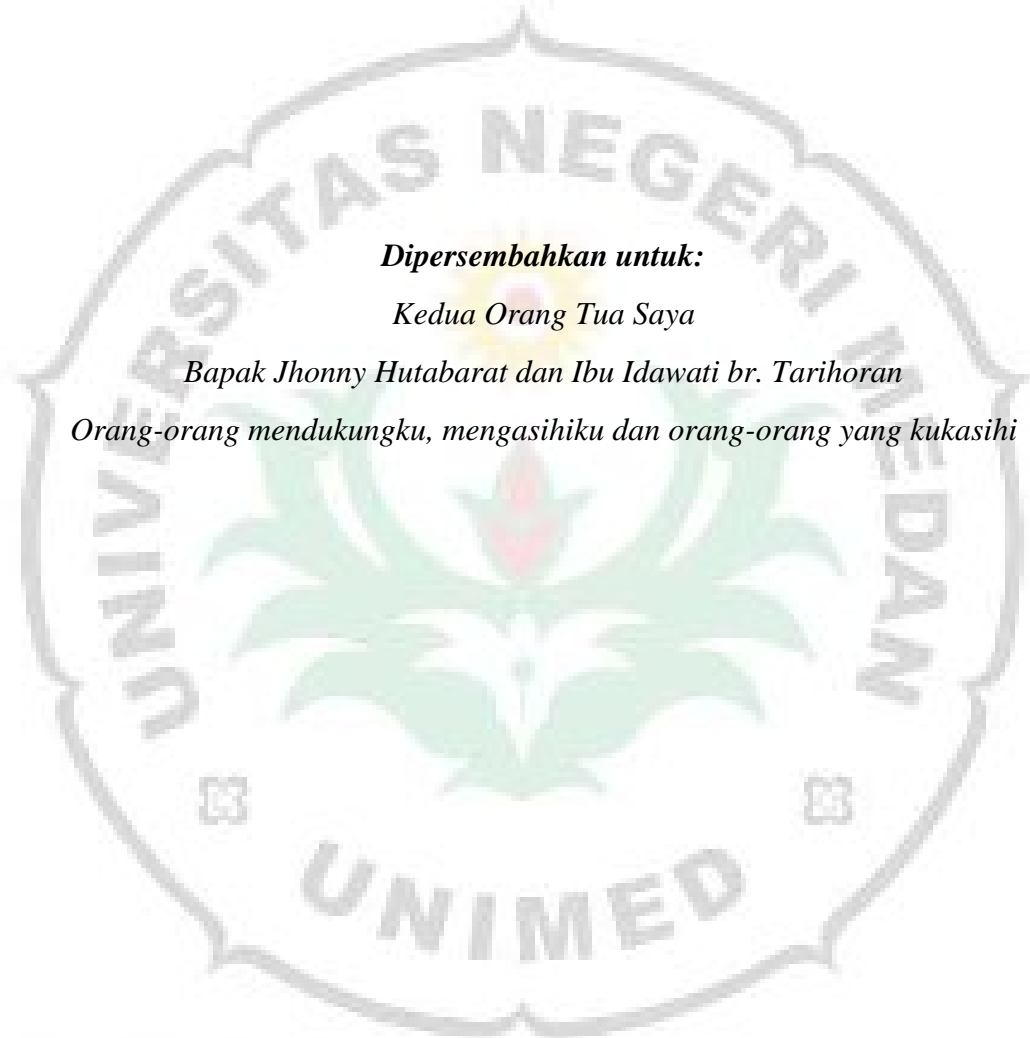 UNIVERSITAS NEGERI MEDAN
Dipersembahkan untuk:
Kedua Orang Tua Saya
Bapak Jhonny Hutabarat dan Ibu Idawati br. Tarihoran
Orang-orang mendukungku, mengasihiku dan orang-orang yang kukasihi
UNIMED